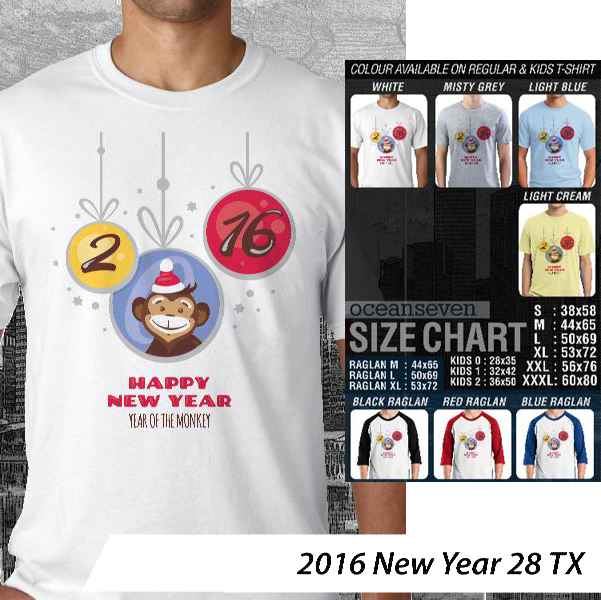 2
16
HAPPY
NEW YEAR
YEAR OF THE MONKEY
COLOUR AVAILABLE ON REGULAR & KIDS T-SHIRT
WHITE
MISTY GREY
LIGHT BLUE
LIGHT CREAM
oceanseven
SIZE CHART
S : 38x58
M : 44x65
L : 50x69
XL : 53x72
XXL : 56x76
XXXL: 60x80
RAGLAN M : 44x65
RAGLAN L : 50x69
RAGLAN XL : 53x72
KIDS 0 : 28x35
KIDS 1 : 32x42
KIDS 2 : 36x50
BLACK RAGLAN
RED RAGLAN
BLUE RAGLAN
2016 New Year 28 TX